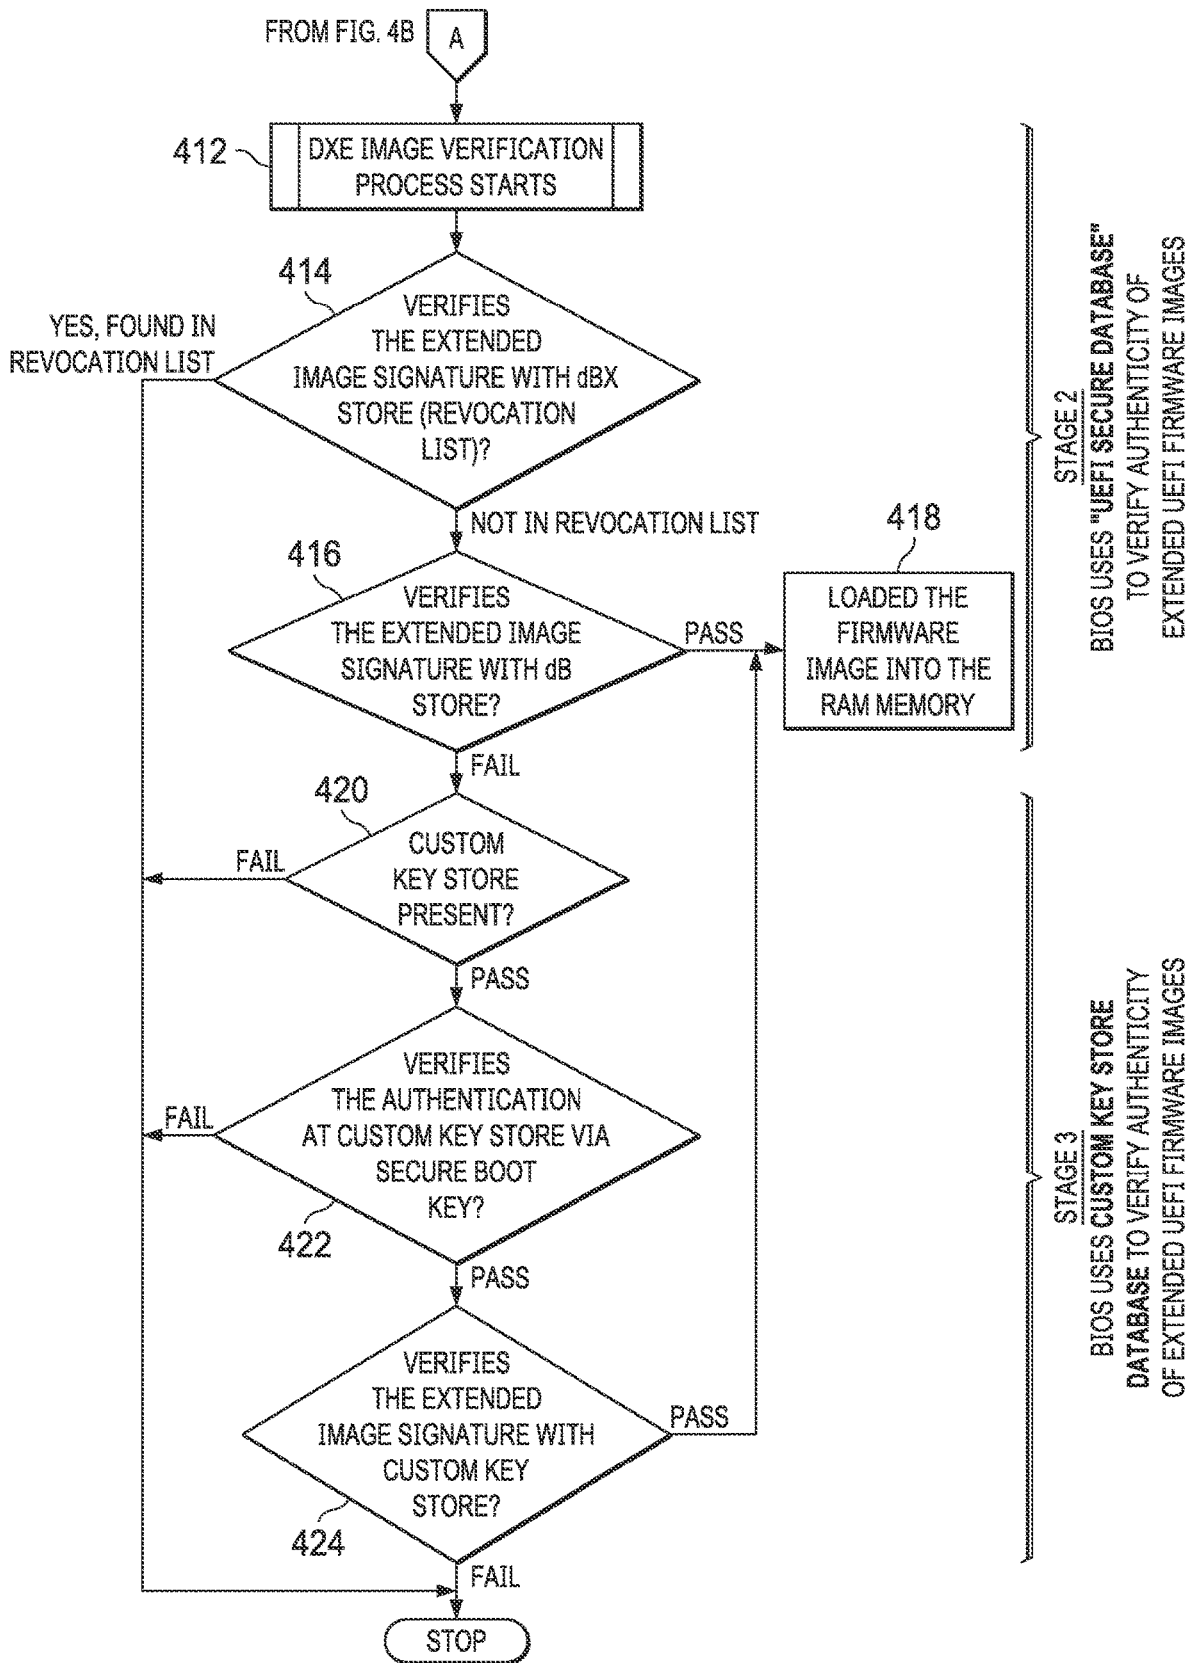 FROM FIG. 4B
A
412
DXE IMAGE VERIFICATION
PROCESS STARTS
414
VERIFIES
THE EXTENDED
IMAGE SIGNATURE WITH dBX
STORE (REVOCATION
LIST)?
YES, FOUND IN
REVOCATION LIST
NOT IN REVOCATION LIST
416
VERIFIES
THE EXTENDED IMAGE
SIGNATURE WITH dB
STORE?
PASS
418
LOADED THE
FIRMWARE
IMAGE INTO THE
RAM MEMORY
FAIL
420
CUSTOM
KEY STORE
PRESENT?
FAIL
PASS
VERIFIES
THE AUTHENTICATION
AT CUSTOM KEY STORE VIA
SECURE BOOT
KEY?
FAIL
422
PASS
VERIFIES
THE EXTENDED
IMAGE SIGNATURE WITH
CUSTOM KEY
STORE?
PASS
424
FAIL
STOP
STAGE 2
BIOS USES "UEFI SECURE DATABASE"
TO VERIFY AUTHENTICITY OF
EXTENDED UEFI FIRMWARE IMAGES
STAGE 3
BIOS USES CUSTOM KEY STORE
DATABASE TO VERIFY AUTHENTICITY
OF EXTENDED UEFI FIRMWARE IMAGES